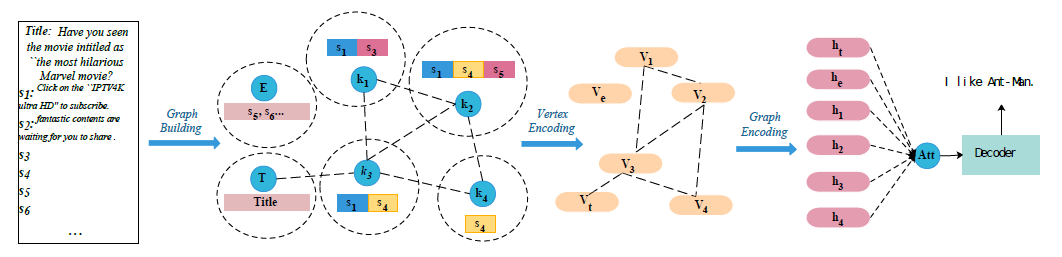 Title: Have you seen
the movie intitled as
``the most hilarious
Marvel movie?
s1: Click on the ``IPTV4K
ultra HD" to subscribe.
s2: fantastic contents are
waiting for you to share .
s3
s4
s5
s6
...
Graph
Building
E
s5, s6...
T
Title
s1 s3
k1
s1 s4 s5
k2
k3
s1 s4
k4
s4
Vertex
Encoding
V1
Ve
V2
V3
Vt
V4
Graph
Encoding
ht
he
h1
h2
h3
h4
Att
Decoder
I like Ant-Man.